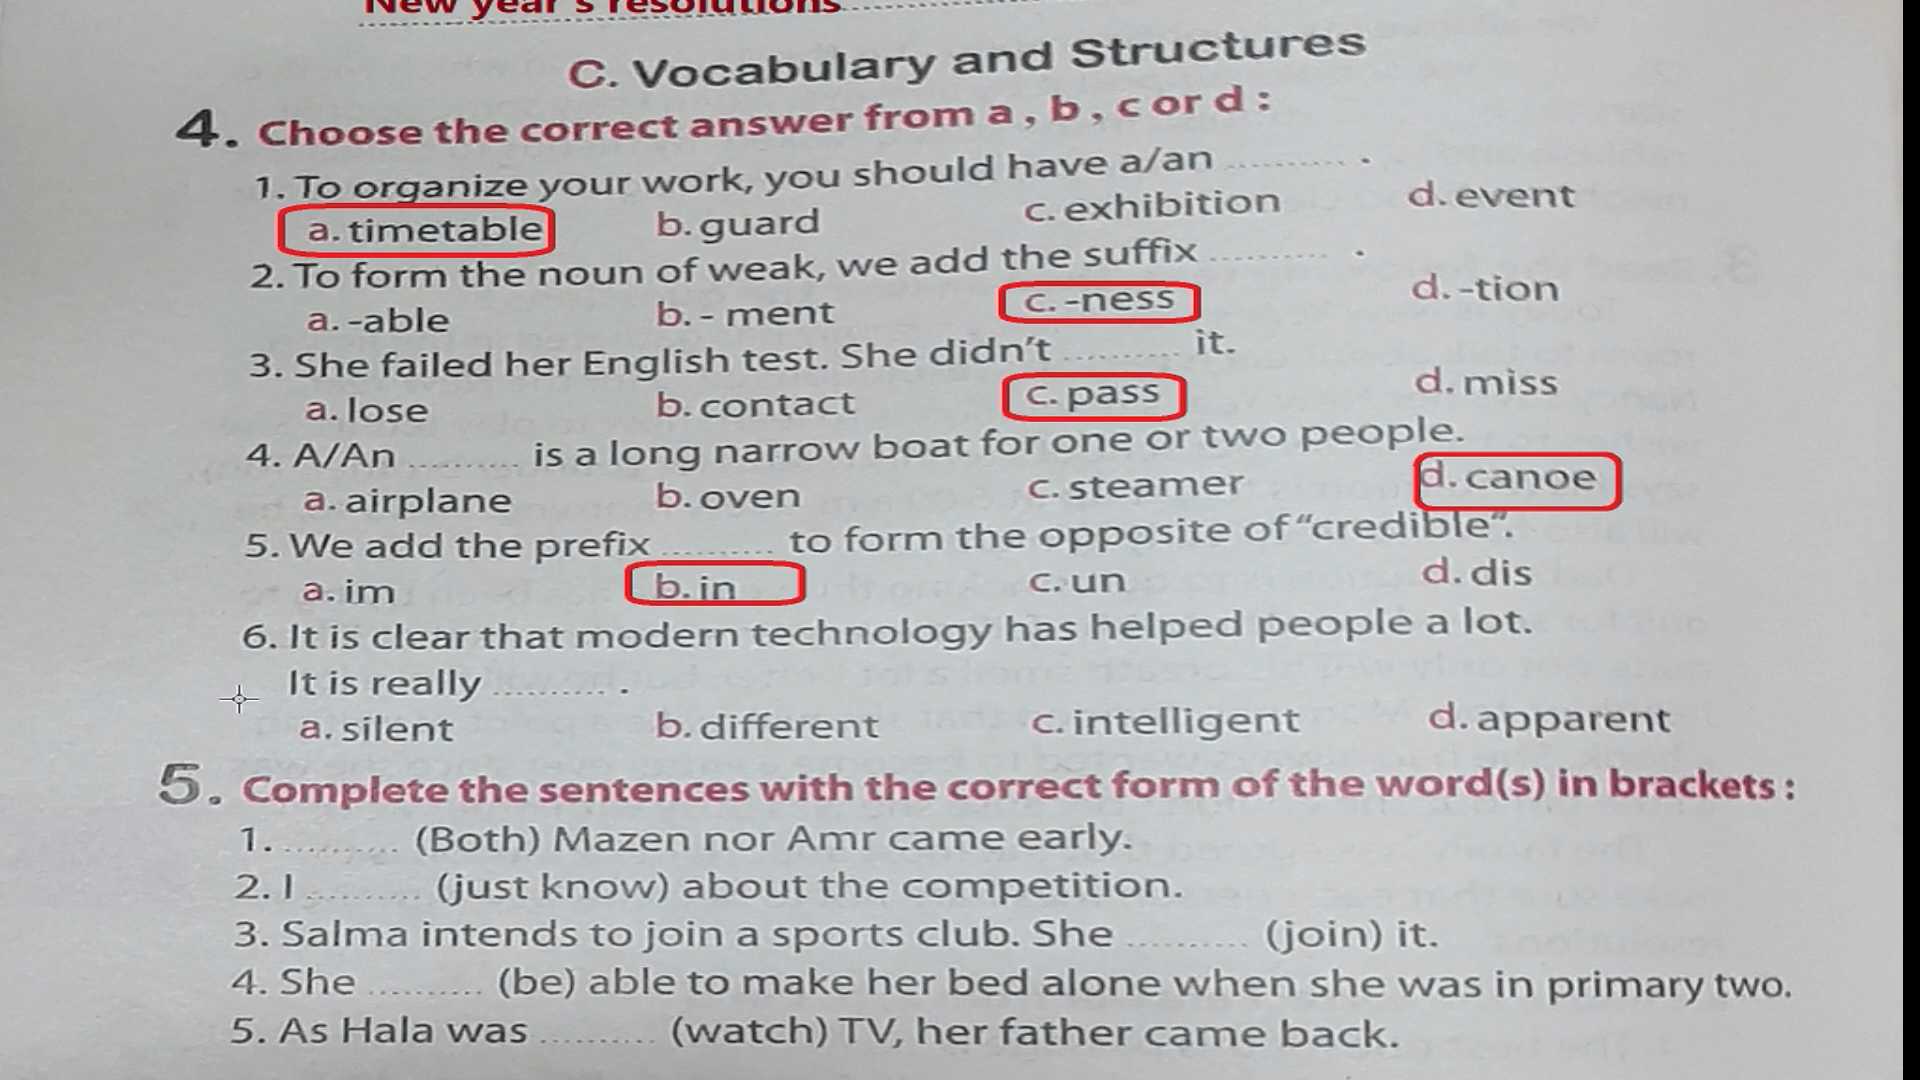 New year's resolutions
C. Vocabulary and Structures
4. Choose the correct answer from a , b , c or d :
1. To organize your work, you should have a/an .......... .
a. timetable b. guard c. exhibition d. event
2. To form the noun of weak, we add the suffix .......... .
a. -able b. - ment c. -ness d. -tion
3. She failed her English test. She didn't .......... it.
a. lose b. contact c. pass d. miss
4. A/An .......... is a long narrow boat for one or two people.
a. airplane b. oven c. steamer d. canoe
5. We add the prefix .......... to form the opposite of "credible".
a. im b. in c. un d. dis
6. It is clear that modern technology has helped people a lot.
It is really .......... .
a. silent b. different c. intelligent d. apparent
5. Complete the sentences with the correct form of the word(s) in brackets :
1. .......... (Both) Mazen nor Amr came early.
2. I .......... (just know) about the competition.
3. Salma intends to join a sports club. She .......... (join) it.
4. She .......... (be) able to make her bed alone when she was in primary two.
5. As Hala was .......... (watch) TV, her father came back.